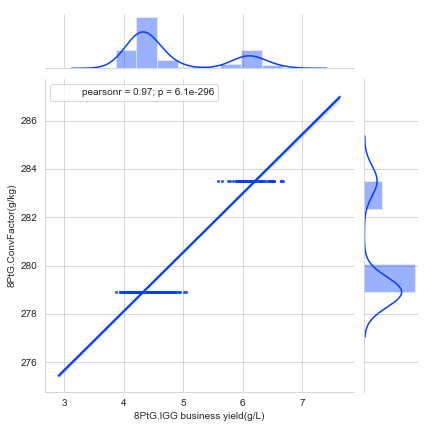 pearsonr = 0.97; p = 6.1e-296
286
284
282
280
278
276
8PtG.ConvFactor(g/kg)
3 4 5 6 7
8PtG.IGG business yield(g/L)